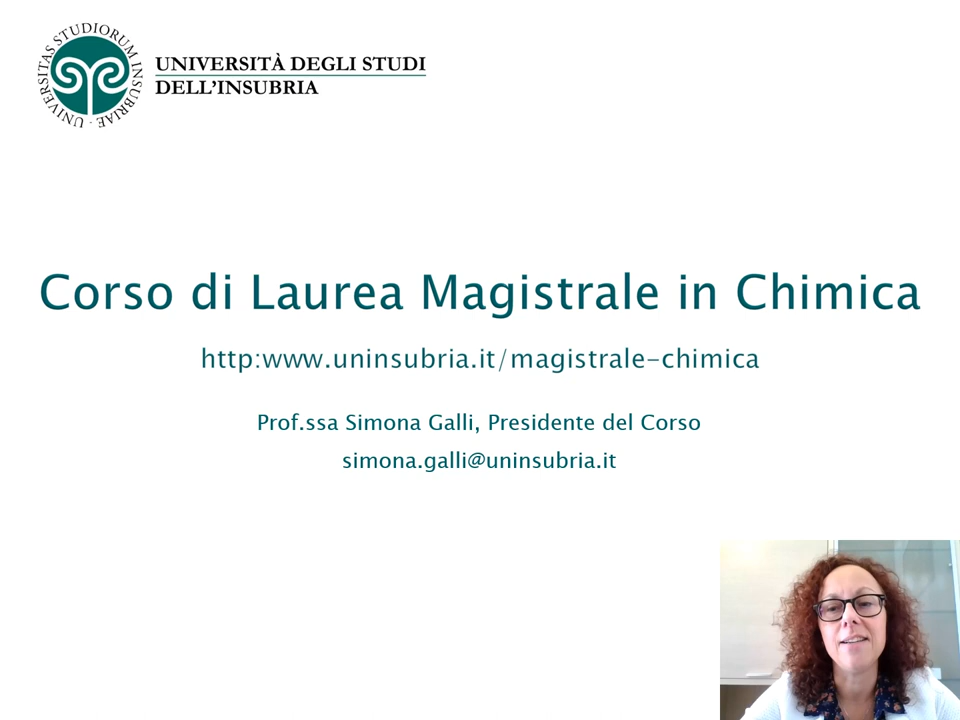 UNIVERSITAS STUDIORUM INSUBRIAE
UNIVERSITÀ DEGLI STUDI
DELL'INSUBRIA
Corso di Laurea Magistrale in Chimica
http:www.uninsubria.it/magistrale-chimica
Prof.ssa Simona Galli, Presidente del Corso
simona.galli@uninsubria.it